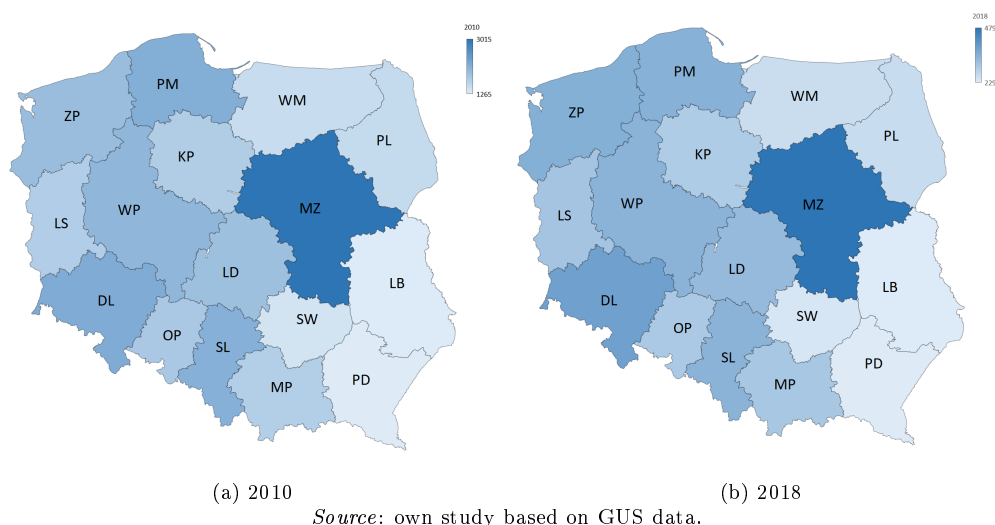 2010
3015
1265
PM
WM
ZP
PL
KP
WP
MZ
LS
LD
LB
DL
SW
OP
SL
PD
MP
2018
475
225
PM
WM
ZP
PL
KP
WP
MZ
LS
LD
LB
DL
SW
OP
SL
PD
MP
(a) 2010
(b) 2018
Source: own study based on GUS data.